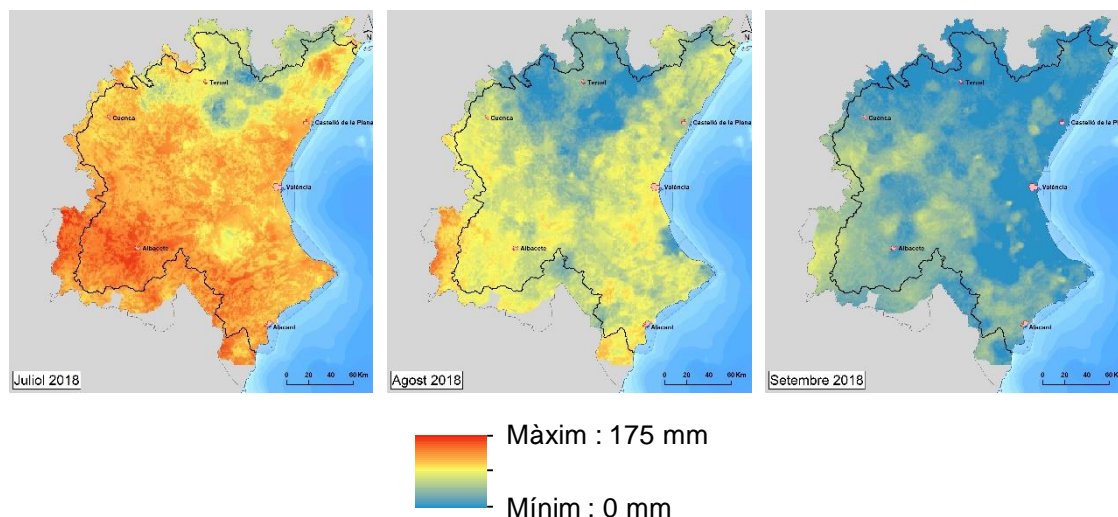 N
Teruel
Cuenca
Castelló de la Plana
València
Albacete
Alacant
0 20 40 60 Km
Juliol 2018
N
Teruel
Cuenca
Castelló de la Plana
València
Albacete
Alacant
0 20 40 60 Km
Agost 2018
N
Teruel
Cuenca
Castelló de la Plana
València
Albacete
Alacant
0 20 40 60 Km
Setembre 2018
Màxim : 175 mm
Mínim : 0 mm